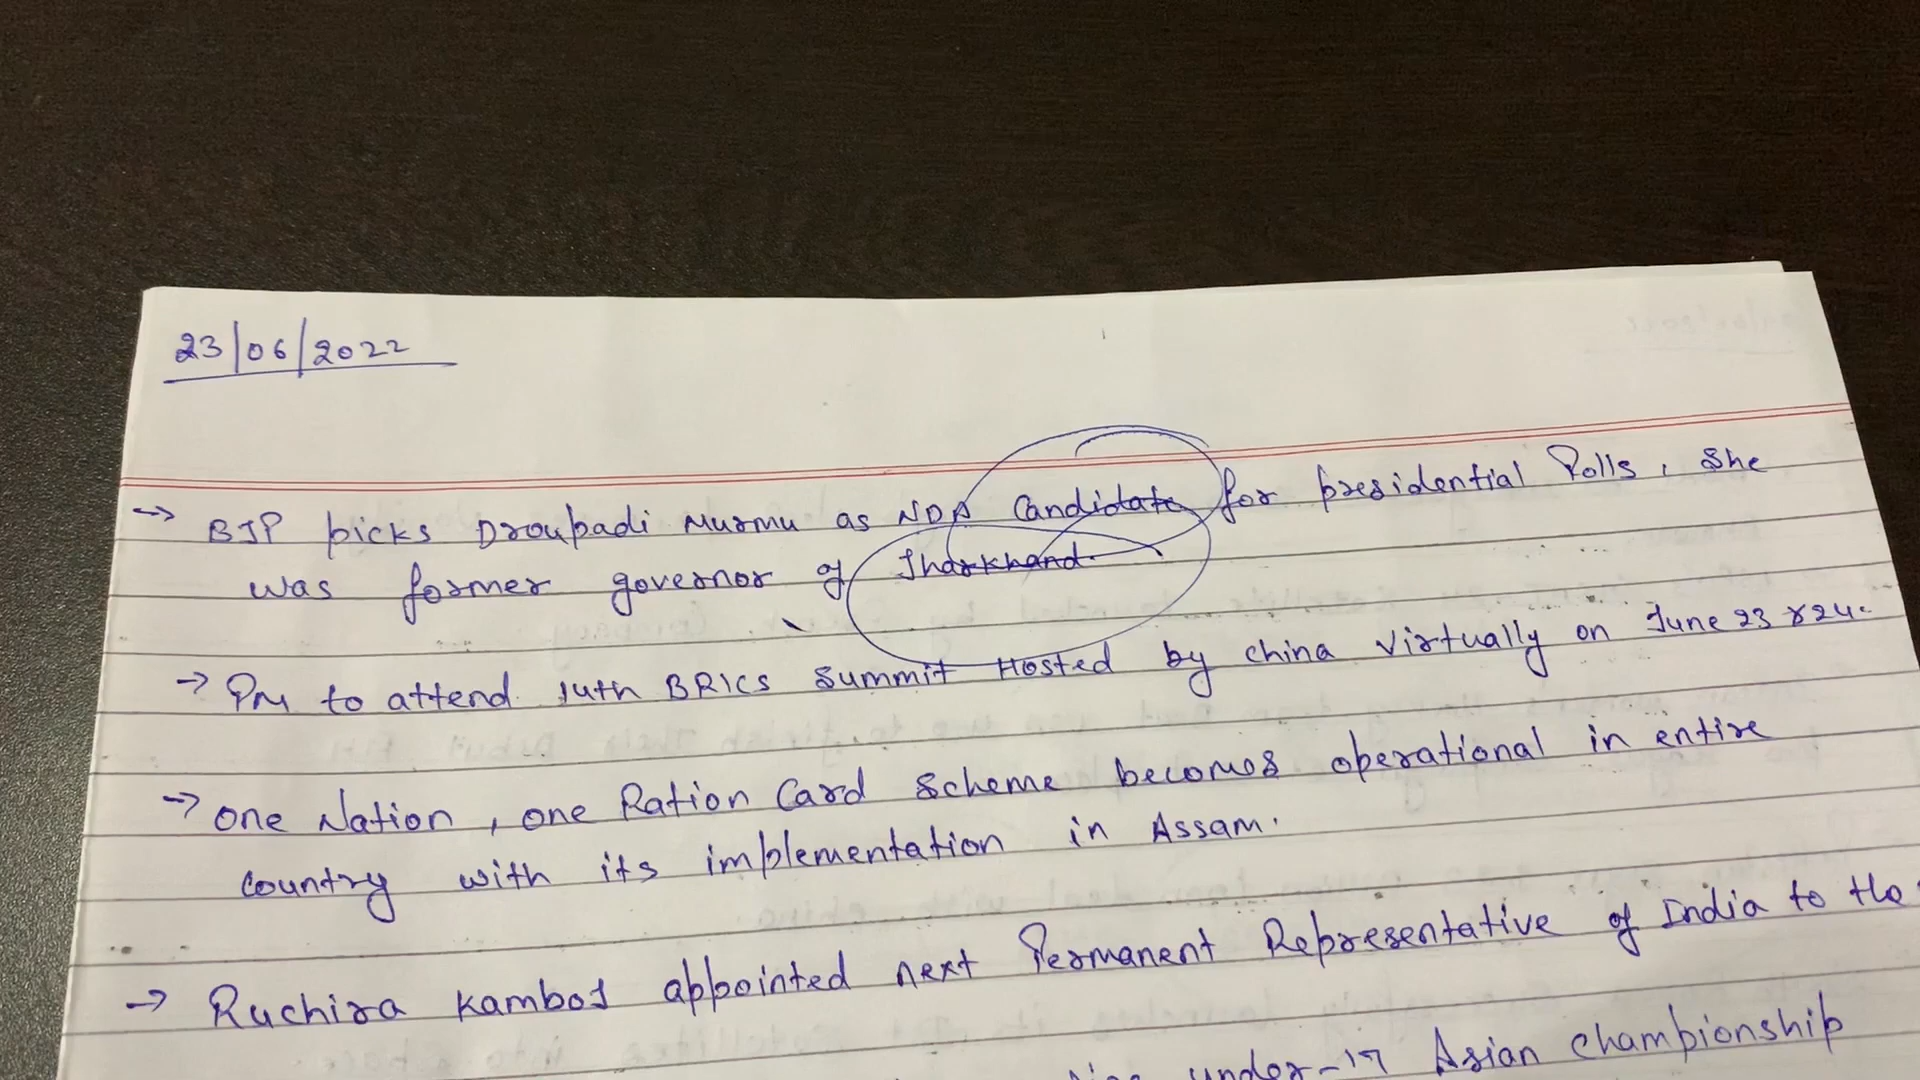 23/06/2022
→ BJP picks Droupadi Murmu as NDA Candidate for presidential Polls, She
was former governor of Jharkhand.
→ PM to attend 14th BRICS Summit Hosted by China Virtually on June 23 & 24.
→ One Nation, one Ration Card Scheme becomes operational in entire
country with its implementation in Assam.
→ Ruchira Kamboj appointed next Permanent Representative of India to the
under-17 Asian Championship